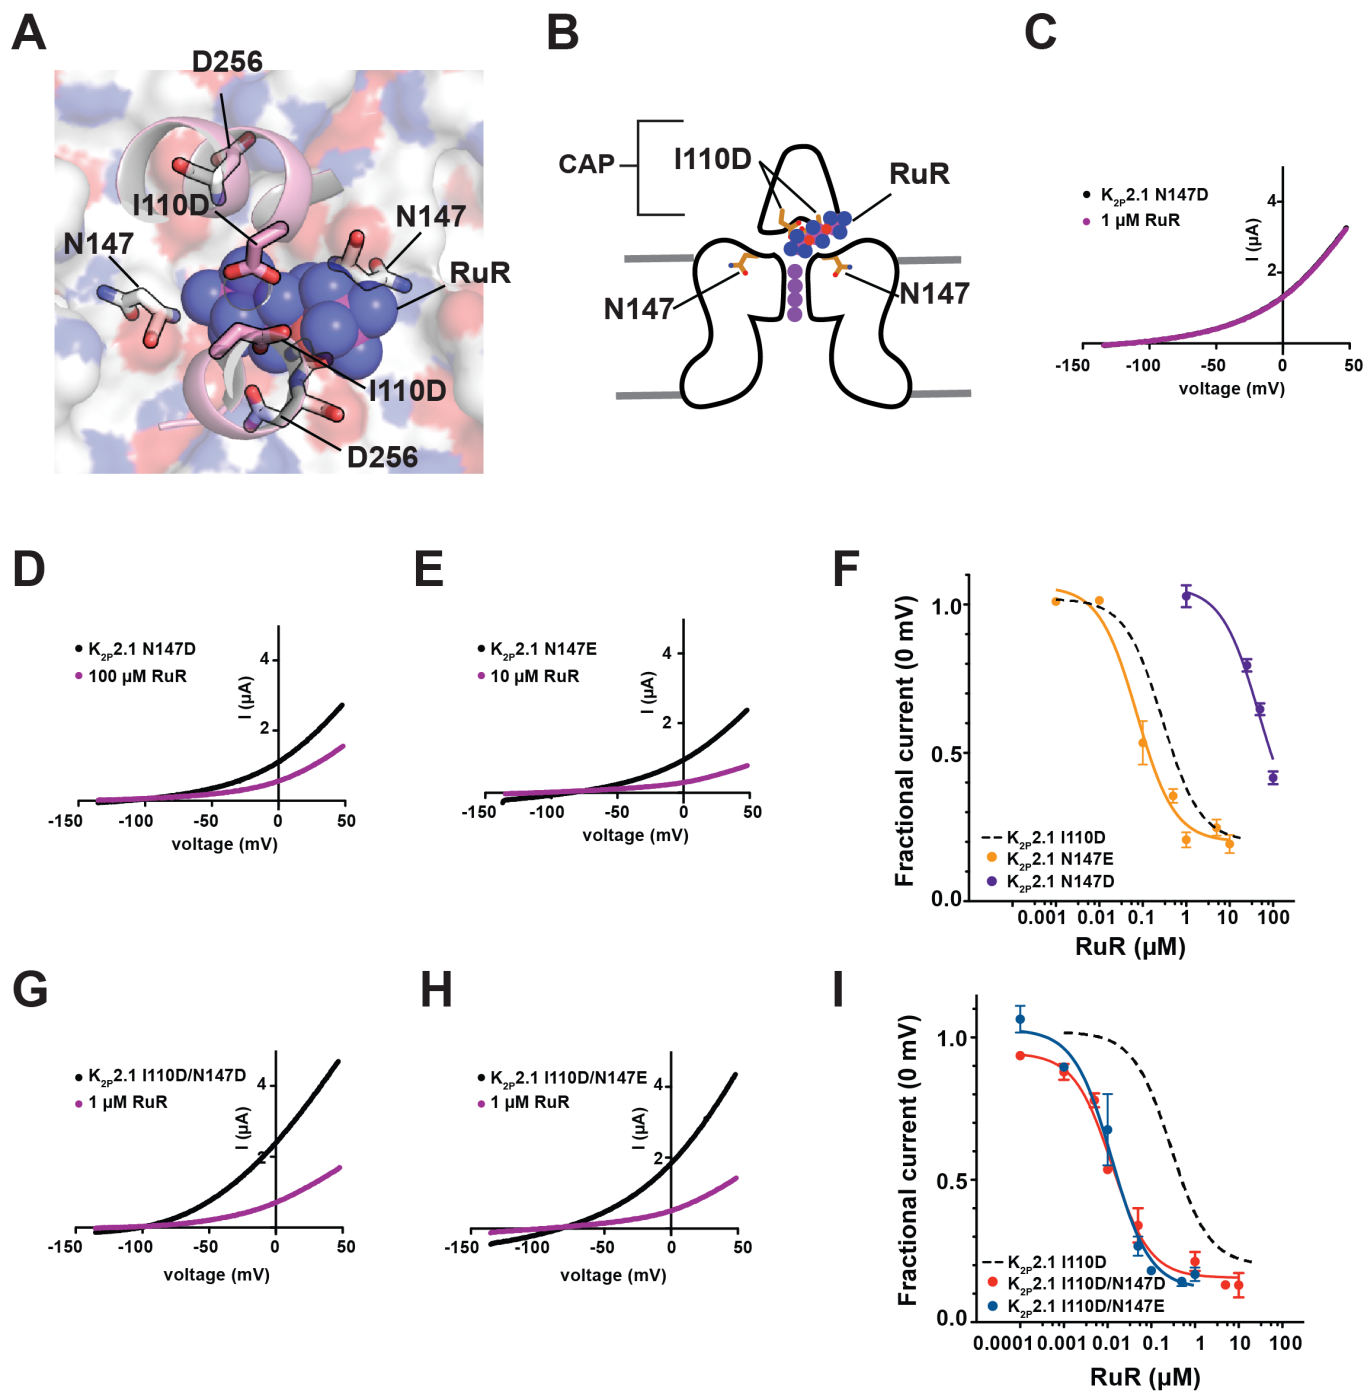 A
D256
I110D
N147
N147
RuR
I110D
D256
B
CAP
I110D
RuR
N147
N147
C
K2P2.1 N147D
1 µM RuR
I (µA)
4
2
-150 -100 -50 0 50
voltage (mV)
D
K2P2.1 N147D
100 µM RuR
I (µA)
4
2
-150 -100 -50 0 50
voltage (mV)
E
K2P2.1 N147E
10 µM RuR
I (µA)
4
2
-150 -100 -50 0 50
voltage (mV)
F
Fractional current (0 mV)
1.0
0.5
0.0
K2P2.1 I110D
K2P2.1 N147E
K2P2.1 N147D
0.001 0.01 0.1 1 10 100
RuR (µM)
G
K2P2.1 I110D/N147D
1 µM RuR
I (µA)
4
2
-150 -100 -50 0 50
voltage (mV)
H
K2P2.1 I110D/N147E
1 µM RuR
I (µA)
4
2
-150 -100 -50 0 50
voltage (mV)
I
Fractional current (0 mV)
1.0
0.5
0.0
K2P2.1 I110D
K2P2.1 I110D/N147D
K2P2.1 I110D/N147E
0.0001 0.001 0.01 0.1 1 10 100
RuR (µM)